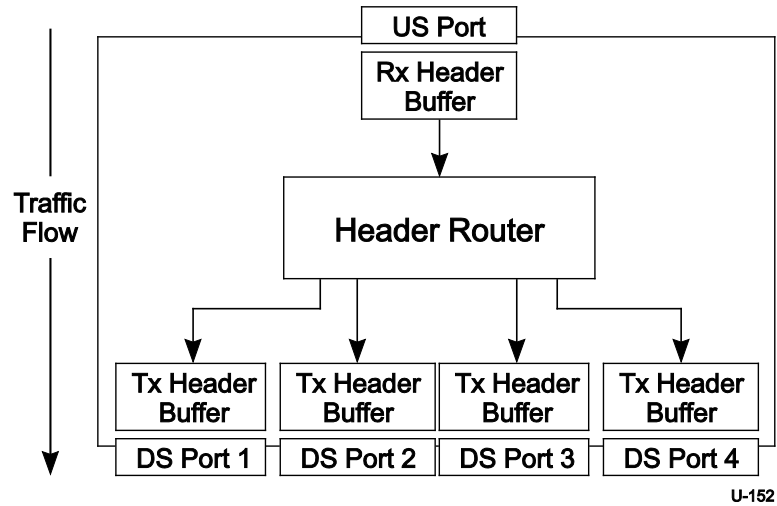 US Port
Rx Header
Buffer
Traffic
Flow
Header Router
Tx Header
Buffer
Tx Header
Buffer
Tx Header
Buffer
Tx Header
Buffer
DS Port 1
DS Port 2
DS Port 3
DS Port 4
U-152